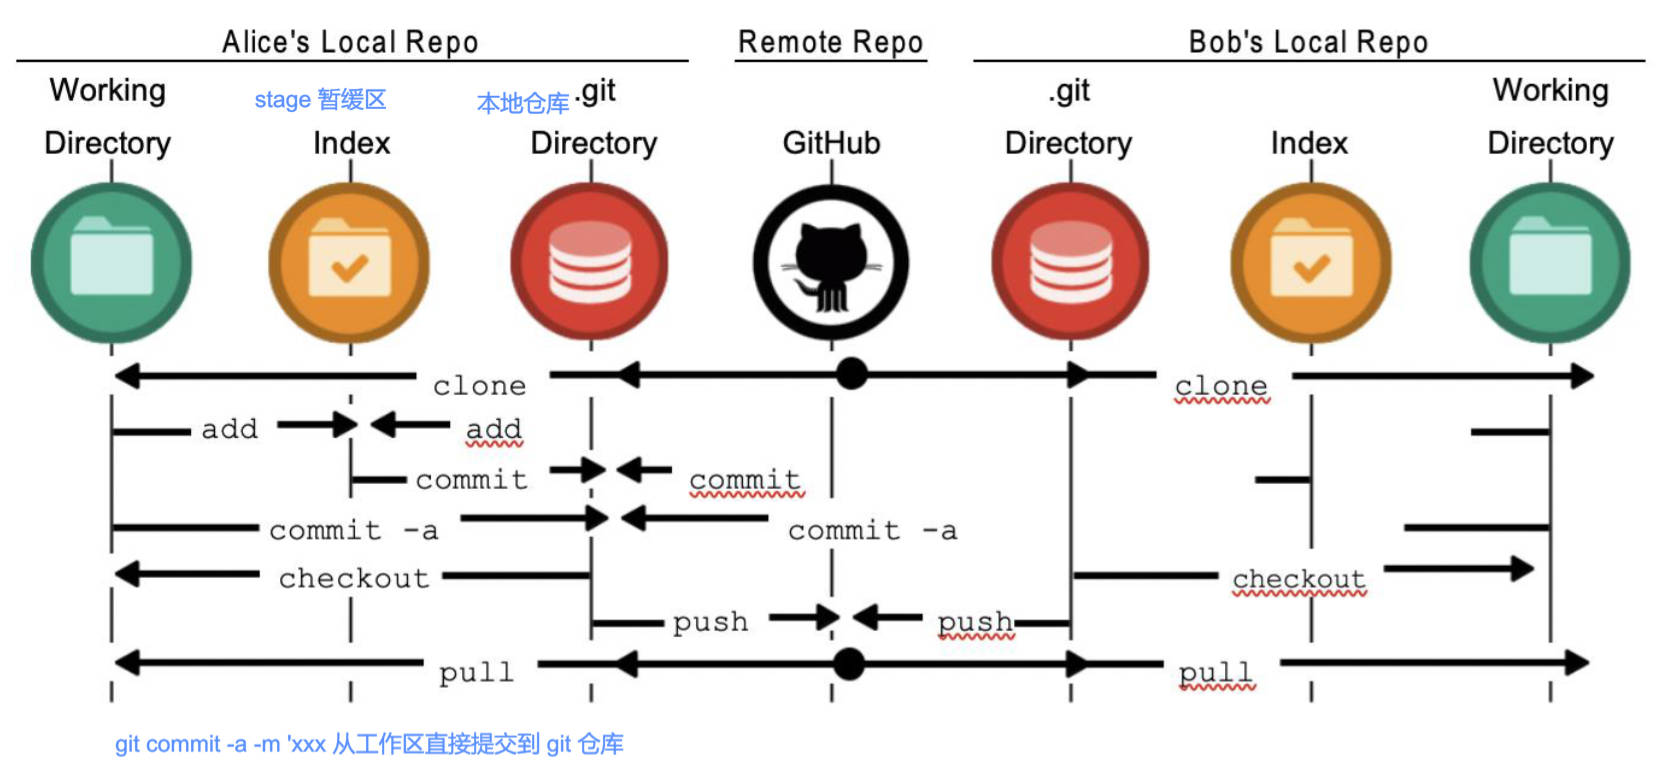 Alice's Local Repo Remote Repo Bob's Local Repo
Working stage 暂缓区 本地仓库 .git .git Working
Directory Index Directory GitHub Directory Index Directory
clone clone
add add
commit commit
commit -a commit -a
checkout checkout
push push
pull pull
git commit -a -m 'xxx 从工作区直接提交到 git 仓库